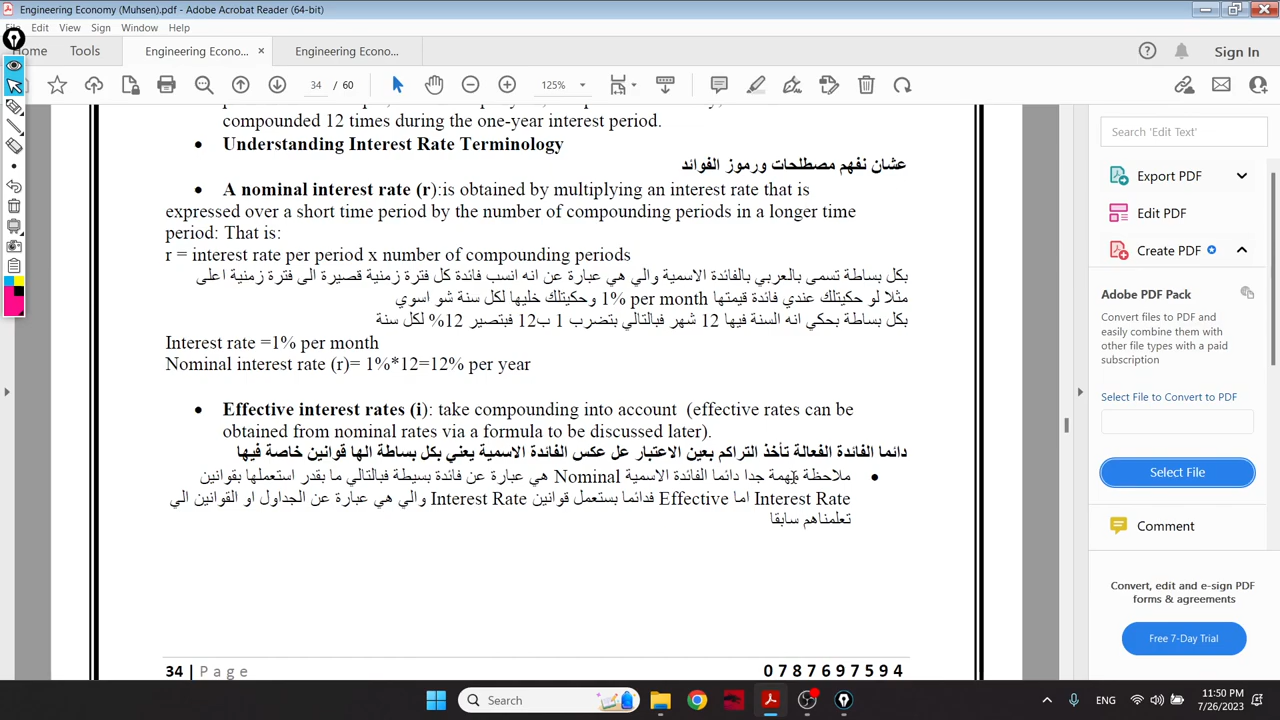 Engineering Economy (Muhsen).pdf - Adobe Acrobat Reader (64-bit)
File Edit View Sign Window Help
Home Tools Engineering Econo... × Engineering Econo... Sign In
34 / 60 125%
compounded 12 times during the one-year interest period.
• Understanding Interest Rate Terminology
عشان نفهم مصطلحات ورموز الفوائد
• A nominal interest rate (r):is obtained by multiplying an interest rate that is
expressed over a short time period by the number of compounding periods in a longer time
period: That is:
r = interest rate per period x number of compounding periods
بكل بساطة تسمى بالعربي بالفائدة الاسمية والي هي عبارة عن انه انسب فائدة كل فترة زمنية قصيرة الى فترة زمنية اعلى
مثلا لو حكيتلك عندي فائدة قيمتها 1% per month وحكيتلك خليها لكل سنة شو اسوي
بكل بساطة بحكي انه السنة فيها 12 شهر فبالتالي بتضرب 1 ب12 فبتصير 12% لكل سنة
Interest rate =1% per month
Nominal interest rate (r)= 1%*12=12% per year
• Effective interest rates (i): take compounding into account (effective rates can be
obtained from nominal rates via a formula to be discussed later).
دائما الفائدة الفعالة تأخذ التراكم بعين الاعتبار عل عكس الفائدة الاسمية يعني بكل بساطة الها قوانين خاصة فيها
• ملاحظة مهمة جدا دائما الفائدة الاسمية Nominal هي عبارة عن فائدة بسيطة فبالتالي ما بقدر استعملها بقوانين
Interest Rate اما Effective فدائما بستعمل قوانين Interest Rate والي هي عبارة عن الجداول او القوانين الي
تعلمناهم سابقا
34 | Page 0787697594
Search 'Edit Text'
Export PDF
Edit PDF
Create PDF
Adobe PDF Pack
Convert files to PDF and
easily combine them with
other file types with a paid
subscription
Select File to Convert to PDF
Select File
Comment
Convert, edit and e-sign PDF
forms & agreements
Free 7-Day Trial
Search
ENG
11:50 PM
7/26/2023